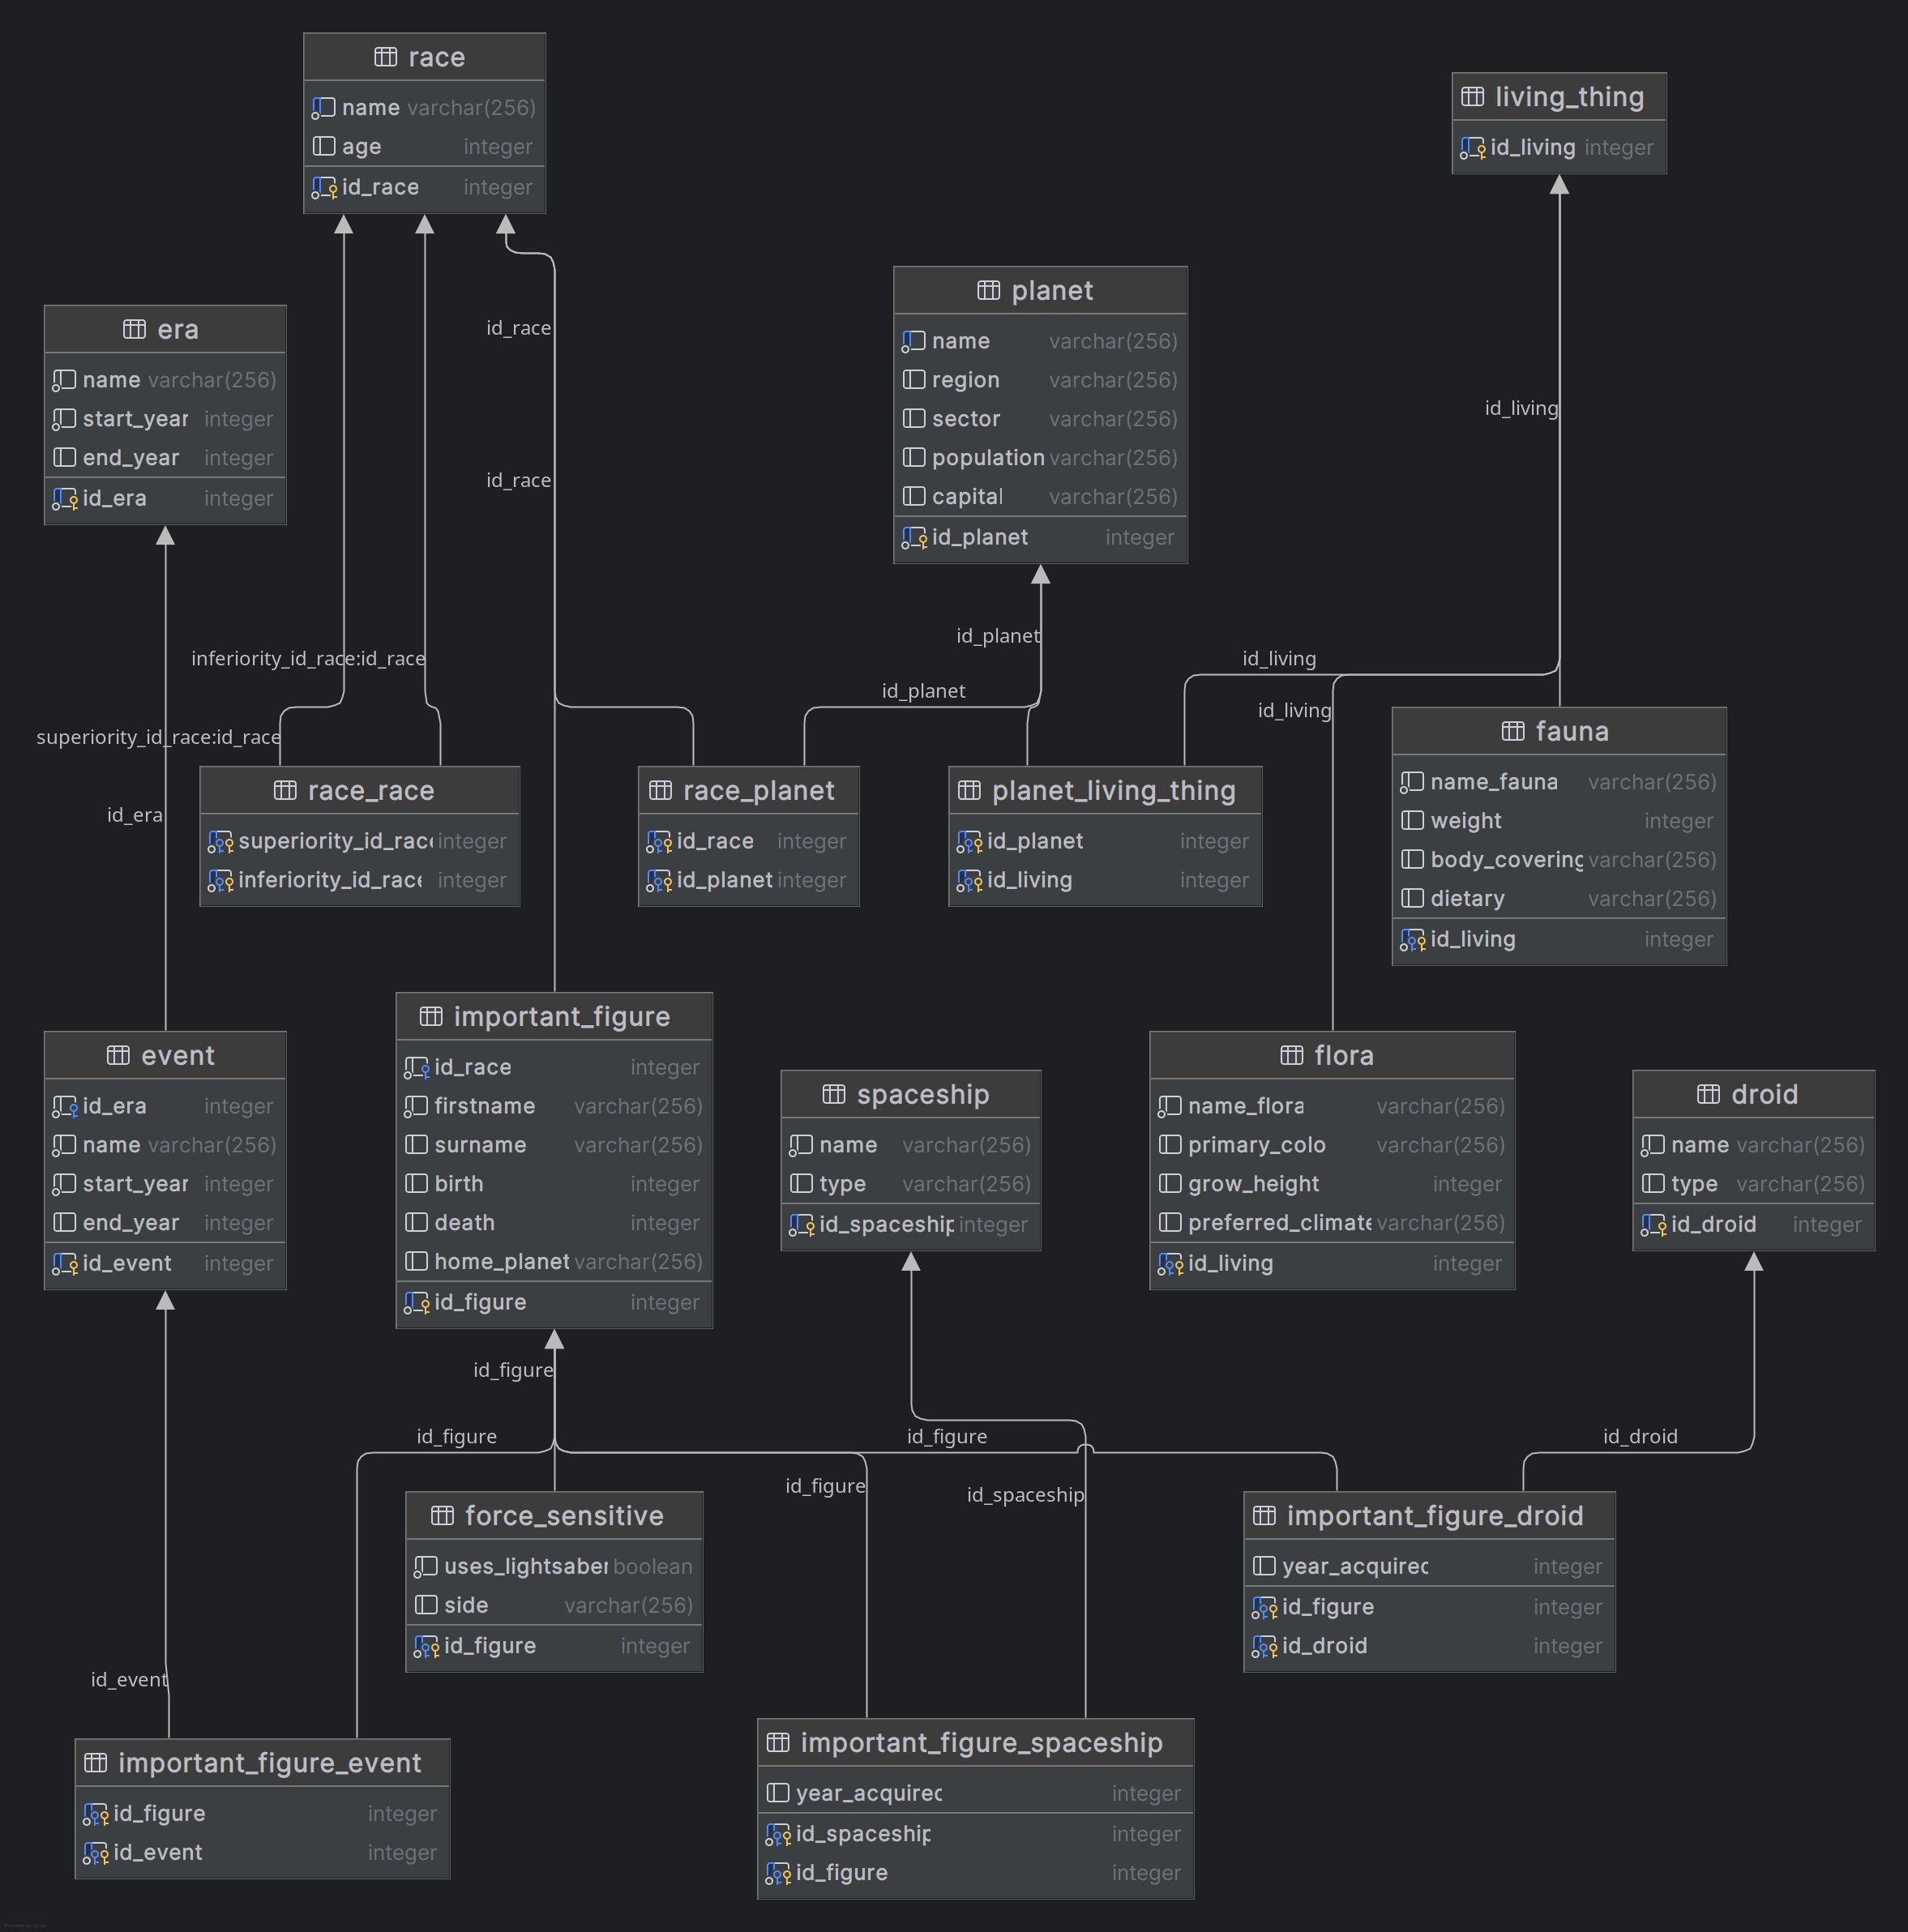 race
name varchar(256)
age integer
id_race integer
living_thing
id_living integer
planet
name varchar(256)
region varchar(256)
sector varchar(256)
population varchar(256)
capital varchar(256)
id_planet integer
era
name varchar(256)
start_year integer
end_year integer
id_era integer
id_race
id_race
id_living
id_planet
inferiority_id_race:id_race
id_living
id_planet
id_living
superiority_id_race:id_race
id_era
race_race
superiority_id_race integer
inferiority_id_race integer
race_planet
id_race integer
id_planet integer
planet_living_thing
id_planet integer
id_living integer
fauna
name_fauna varchar(256)
weight integer
body_covering varchar(256)
dietary varchar(256)
id_living integer
event
id_era integer
name varchar(256)
start_year integer
end_year integer
id_event integer
important_figure
id_race integer
firstname varchar(256)
surname varchar(256)
birth integer
death integer
home_planet varchar(256)
id_figure integer
spaceship
name varchar(256)
type varchar(256)
id_spaceship integer
flora
name_flora varchar(256)
primary_colo varchar(256)
grow_height integer
preferred_climate varchar(256)
id_living integer
droid
name varchar(256)
type varchar(256)
id_droid integer
id_figure
id_figure
id_figure
id_droid
id_figure
id_spaceship
force_sensitive
uses_lightsaber boolean
side varchar(256)
id_figure integer
important_figure_droid
year_acquired integer
id_figure integer
id_droid integer
id_event
important_figure_event
id_figure integer
id_event integer
important_figure_spaceship
year_acquired integer
id_spaceship integer
id_figure integer